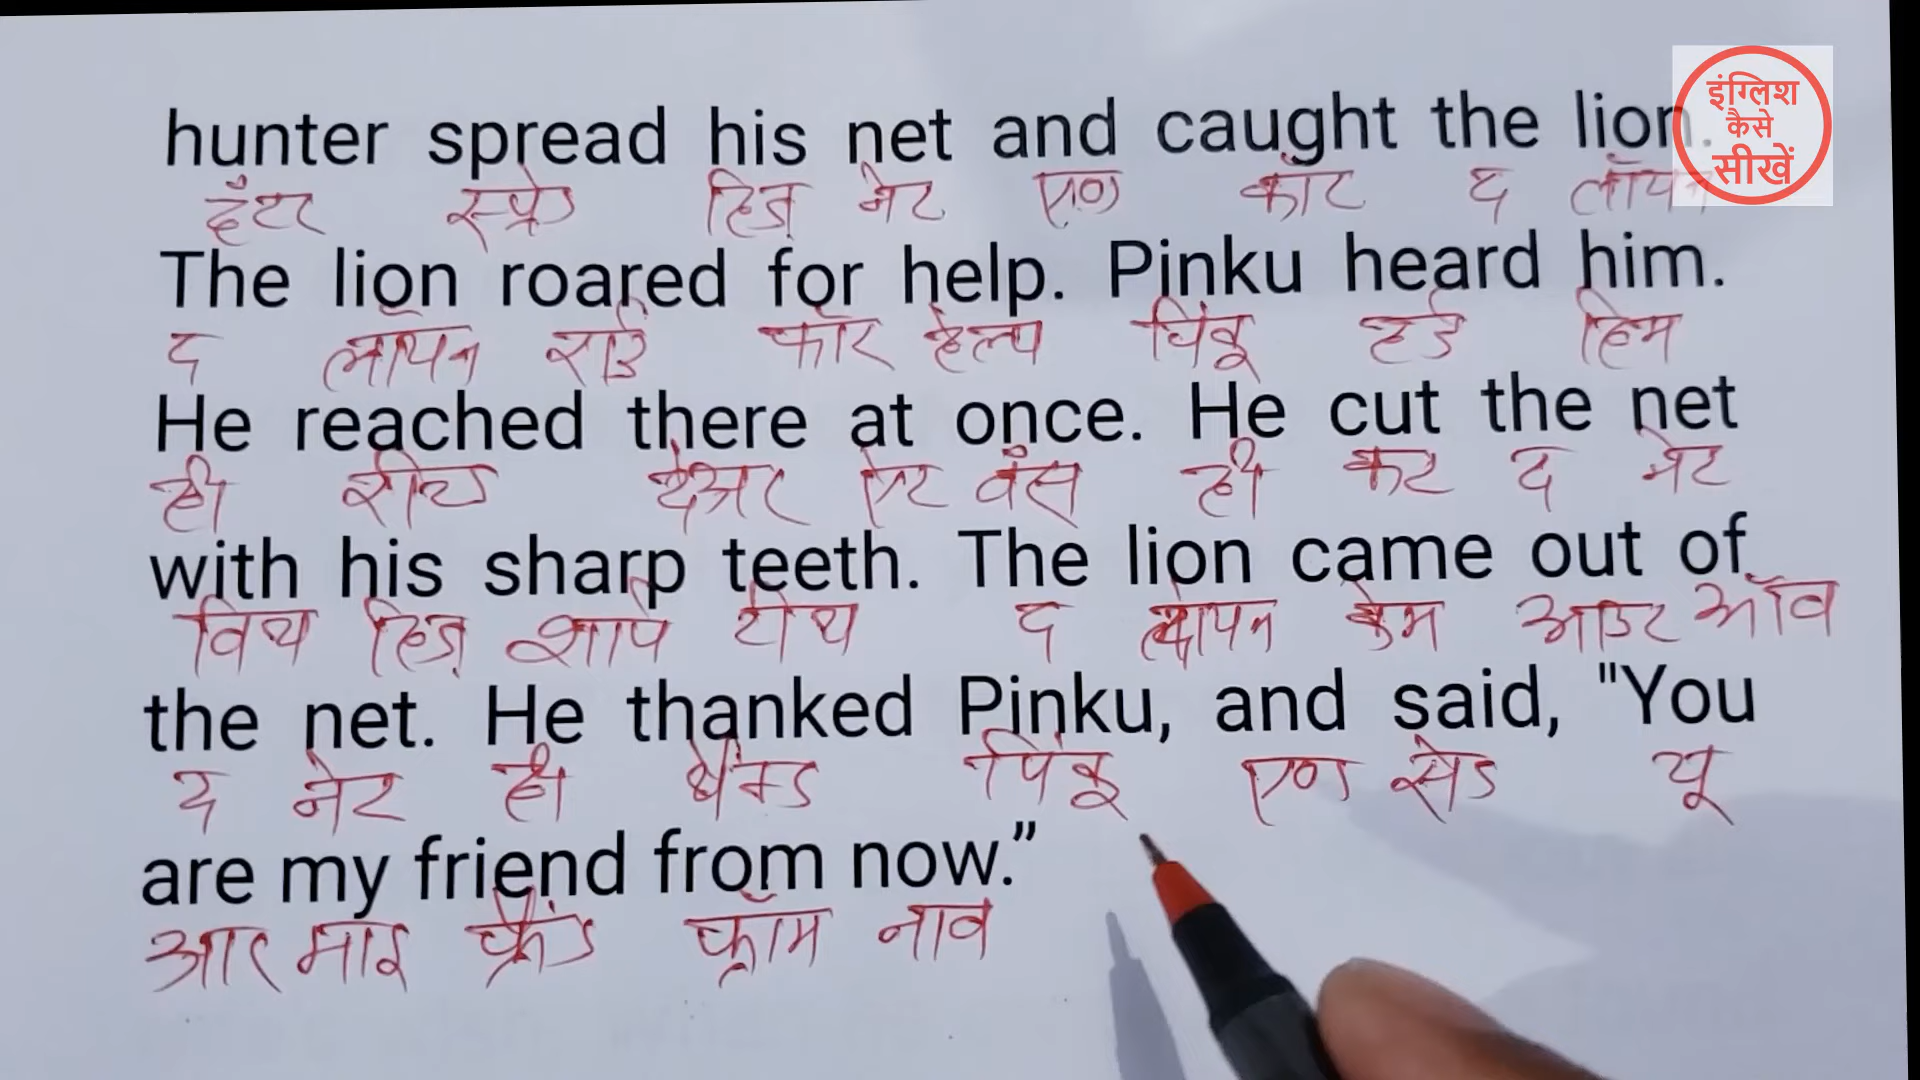 hunter spread his net and caught the lion.
हँटर स्प्रेड हिज़ नेट एण्ड कॉट द लॉयन
The lion roared for help. Pinku heard him.
द लॉयन रार्ड फॉर हेल्प पिंकू हर्ड हिम
He reached there at once. He cut the net
ही रीच्ड देअर ऐट वंस ही कट द नेट
with his sharp teeth. The lion came out of
विथ हिज़ शार्प टीथ द लॉयन केम आउट ऑव
the net. He thanked Pinku, and said, "You
द नेट ही थैंक्ड पिंकू एण्ड सेड यू
are my friend from now.”
आर माइ फ्रेंड फ्रॉम नाव
इंग्लिश
कैसे
सीखें